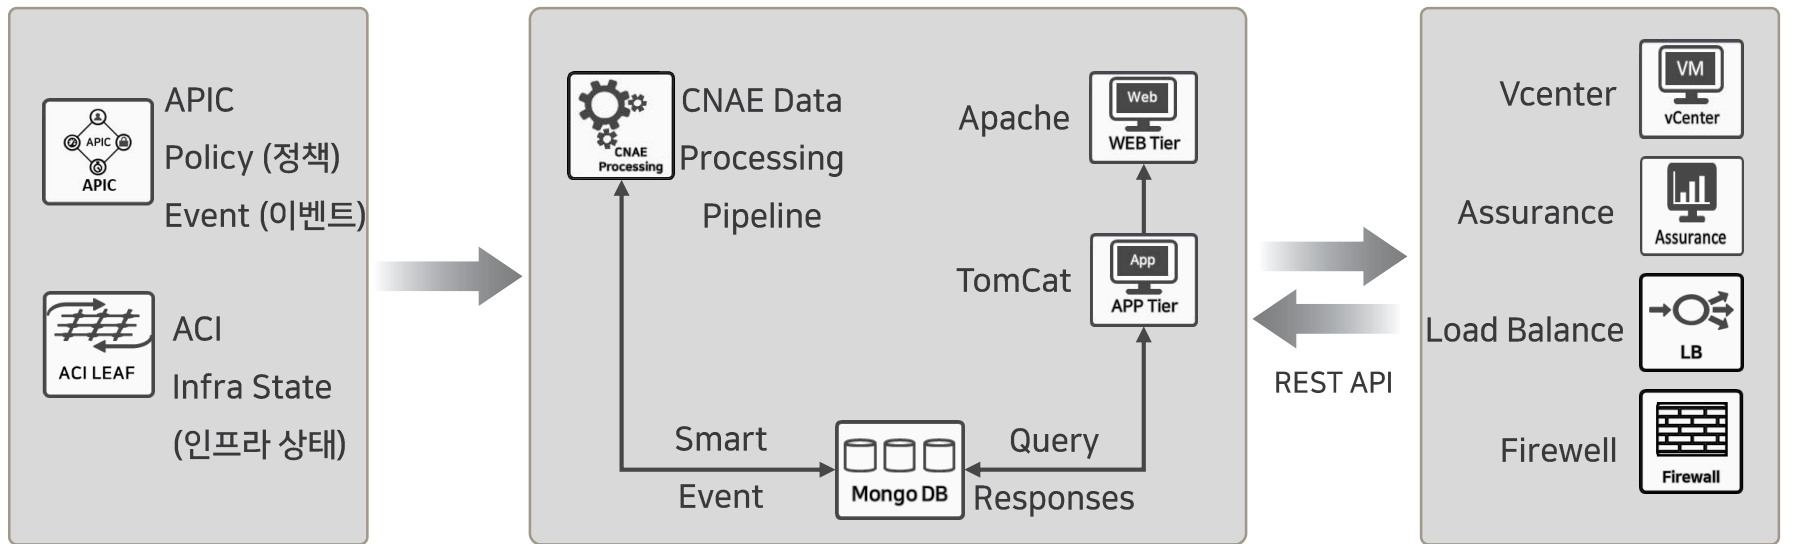 APIC
APIC
APIC
Policy (정책)
Event (이벤트)
ACI LEAF
ACI
Infra State
(인프라 상태)
CNAE
Processing
CNAE Data
Processing
Pipeline
Apache
Web
WEB Tier
TomCat
App
APP Tier
Smart
Event
Mongo DB
Query
Responses
REST API
Vcenter
VM
vCenter
Assurance
Assurance
Load Balance
LB
Firewell
Firewall